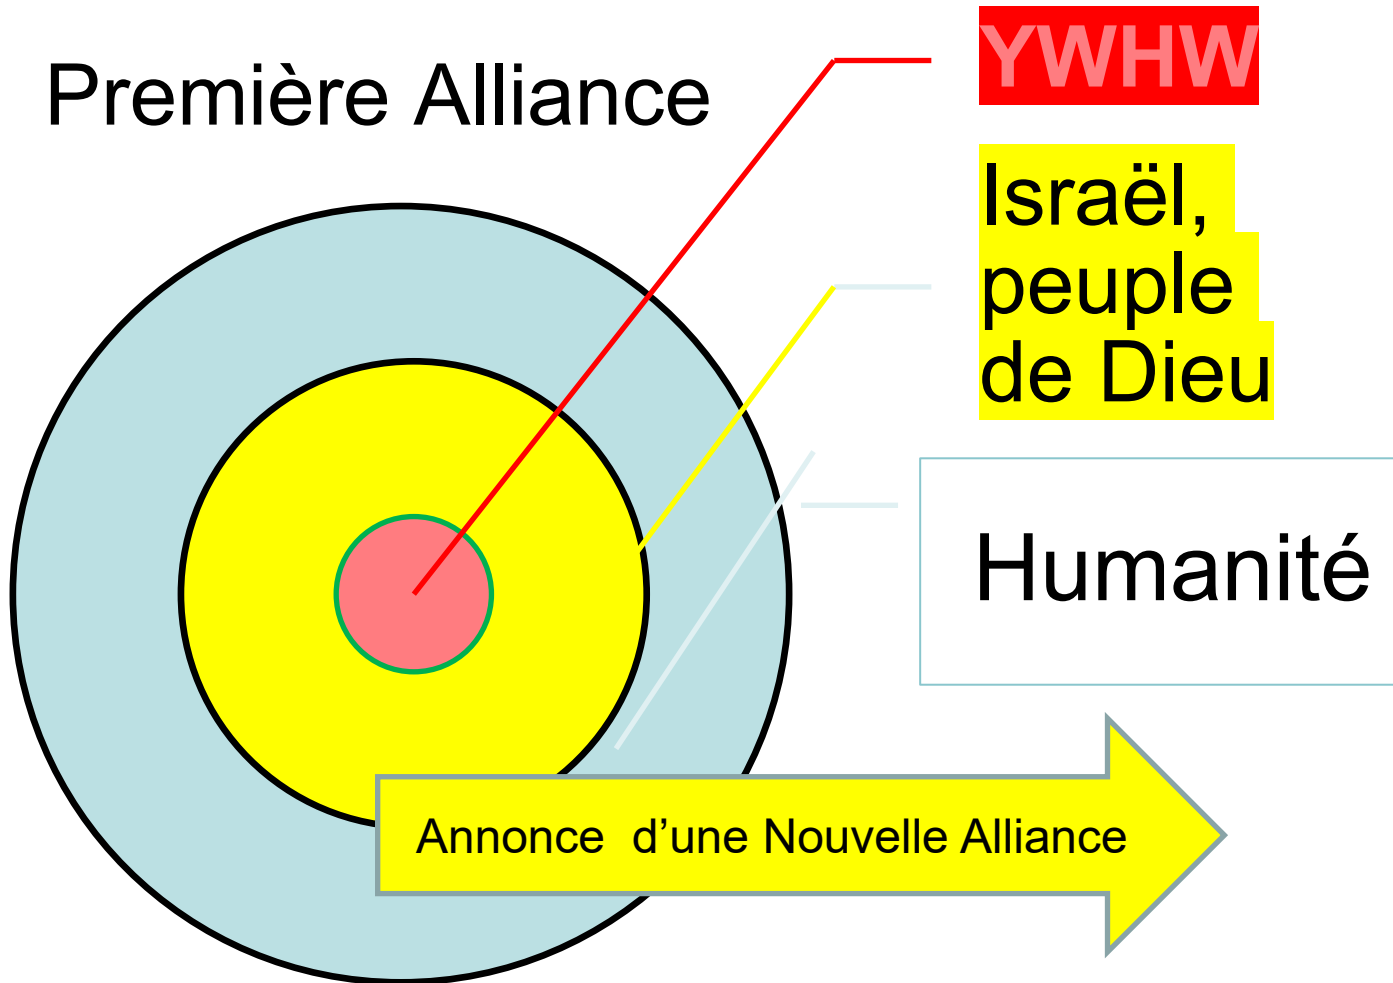 Première Alliance
YWHW
Israël,
peuple
de Dieu
Humanité
Annonce d’une Nouvelle Alliance